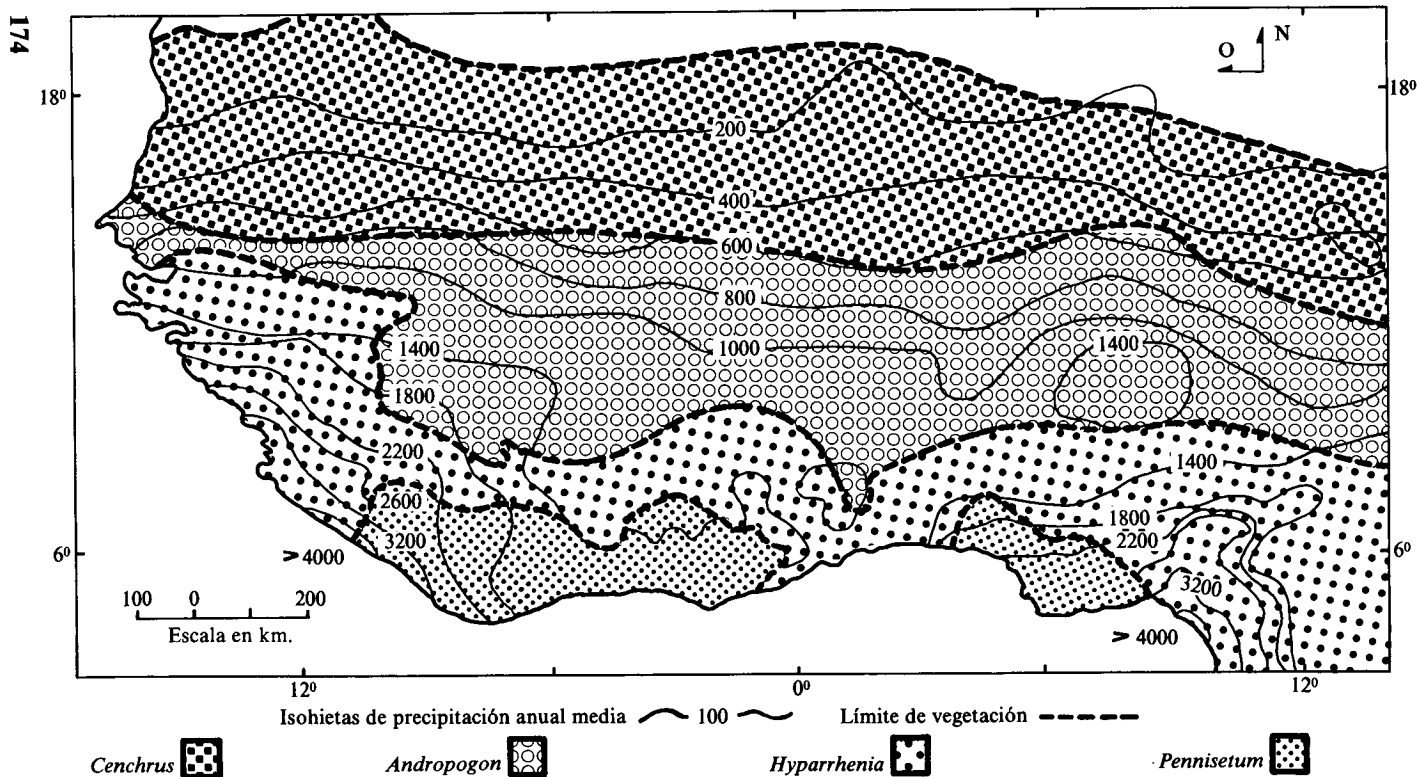 174
O N
18º 18º
200
400
600
800
1000
1400 1400
1800
2200 1400
2600 1800
3200 2200
6º > 4000 3200 6º
100 0 200
Escala en km. > 4000
12º 0º 12º
Isohietas de precipitación anual media 100 Límite de vegetación
Cenchrus Andropogon Hyparrhenia Pennisetum